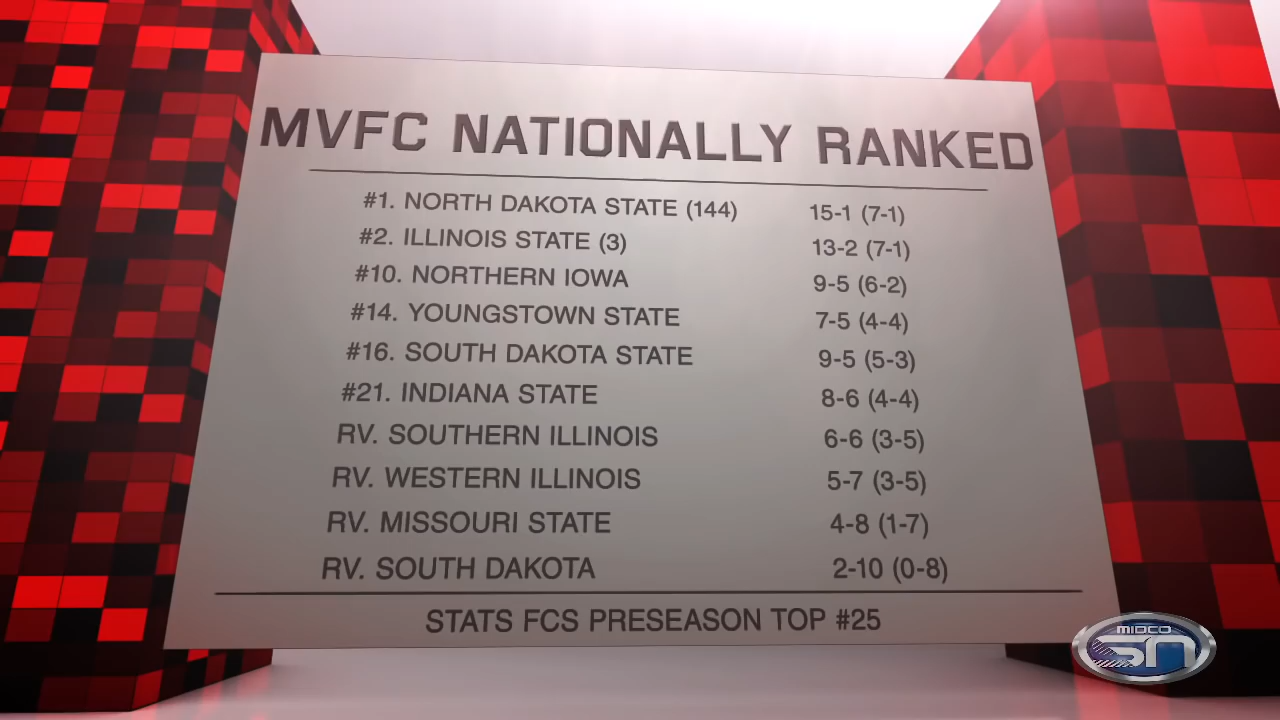 MVFC NATIONALLY RANKED
#1. NORTH DAKOTA STATE (144) 15-1 (7-1)
#2. ILLINOIS STATE (3) 13-2 (7-1)
#10. NORTHERN IOWA 9-5 (6-2)
#14. YOUNGSTOWN STATE 7-5 (4-4)
#16. SOUTH DAKOTA STATE 9-5 (5-3)
#21. INDIANA STATE 8-6 (4-4)
RV. SOUTHERN ILLINOIS 6-6 (3-5)
RV. WESTERN ILLINOIS 5-7 (3-5)
RV. MISSOURI STATE 4-8 (1-7)
RV. SOUTH DAKOTA 2-10 (0-8)
STATS FCS PRESEASON TOP #25
MIDCO
SN